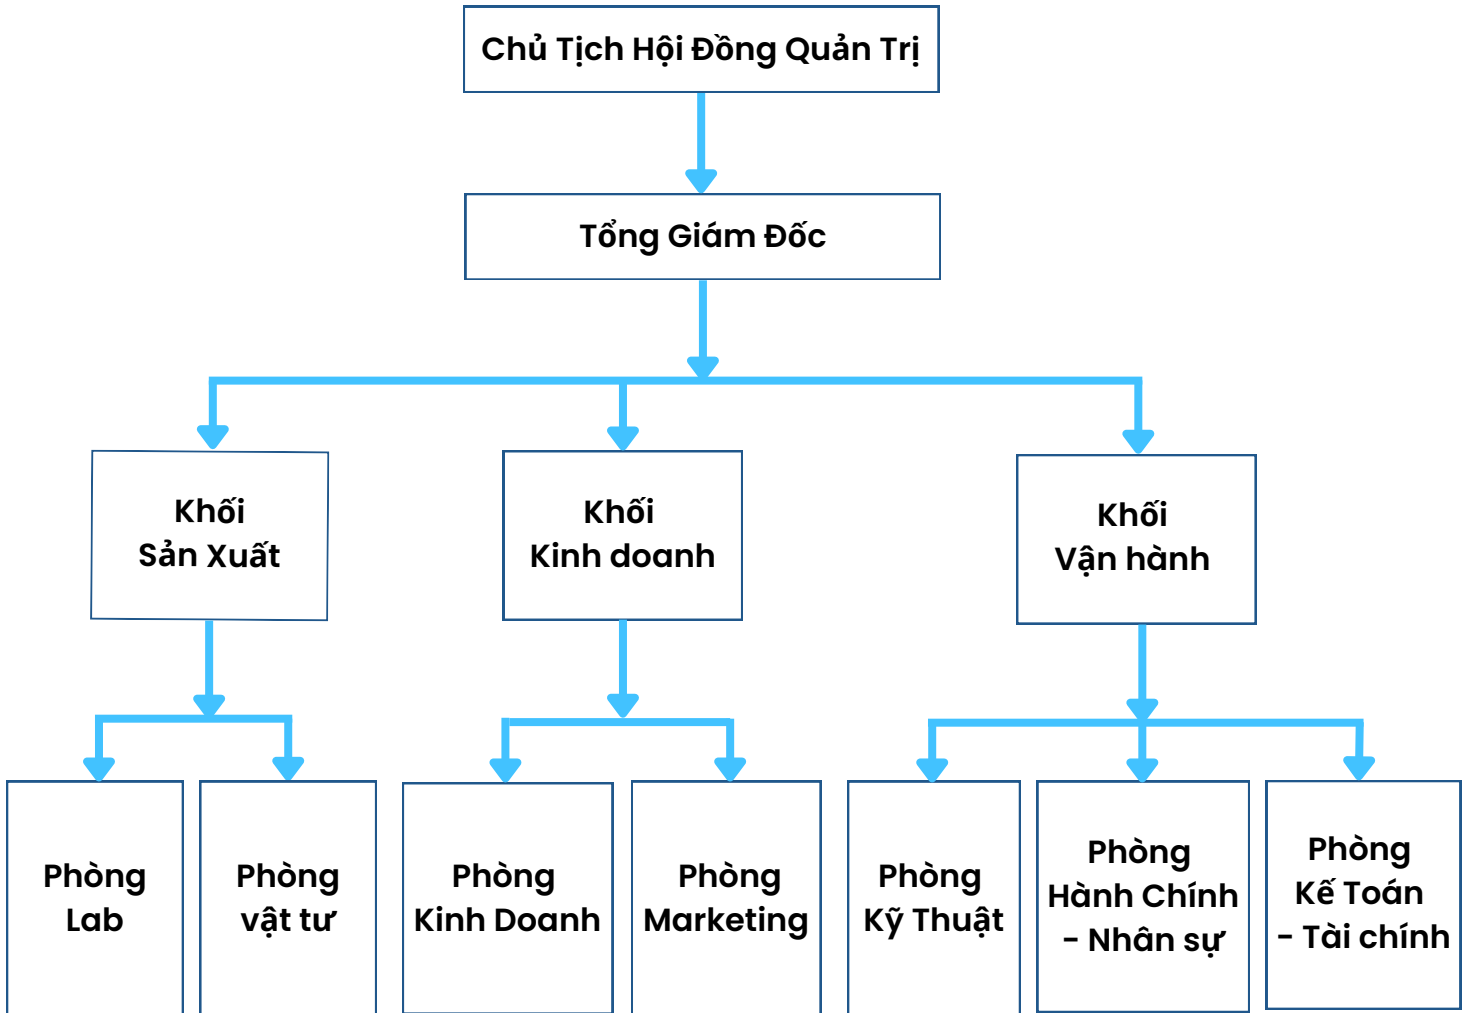 Chủ Tịch Hội Đồng Quản Trị
Tổng Giám Đốc
Khối
Sản Xuất
Khối
Kinh doanh
Khối
Vận hành
Phòng
Lab
Phòng
vật tư
Phòng
Kinh Doanh
Phòng
Marketing
Phòng
Kỹ Thuật
Phòng
Hành Chính
- Nhân sự
Phòng
Kế Toán
- Tài chính